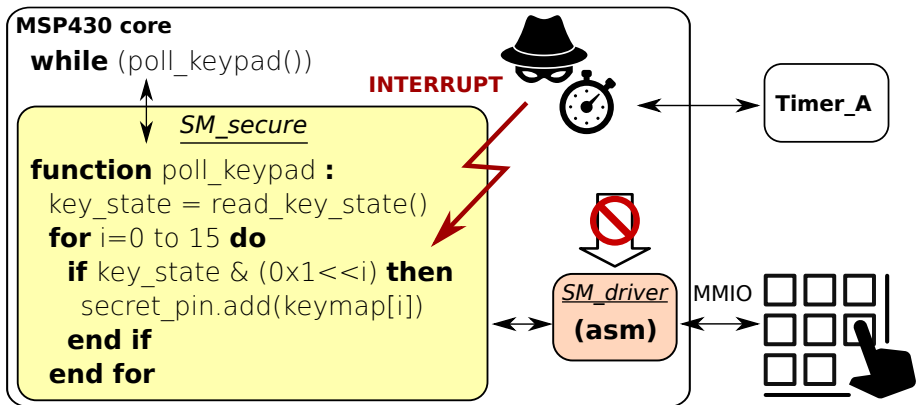 MSP430 core
while (poll_keypad())
INTERRUPT
Timer_A
SM_secure
function poll_keypad :
key_state = read_key_state()
for i=0 to 15 do
if key_state & (0x1<<i) then
secret_pin.add(keymap[i])
end if
end for
SM_driver
(asm)
MMIO